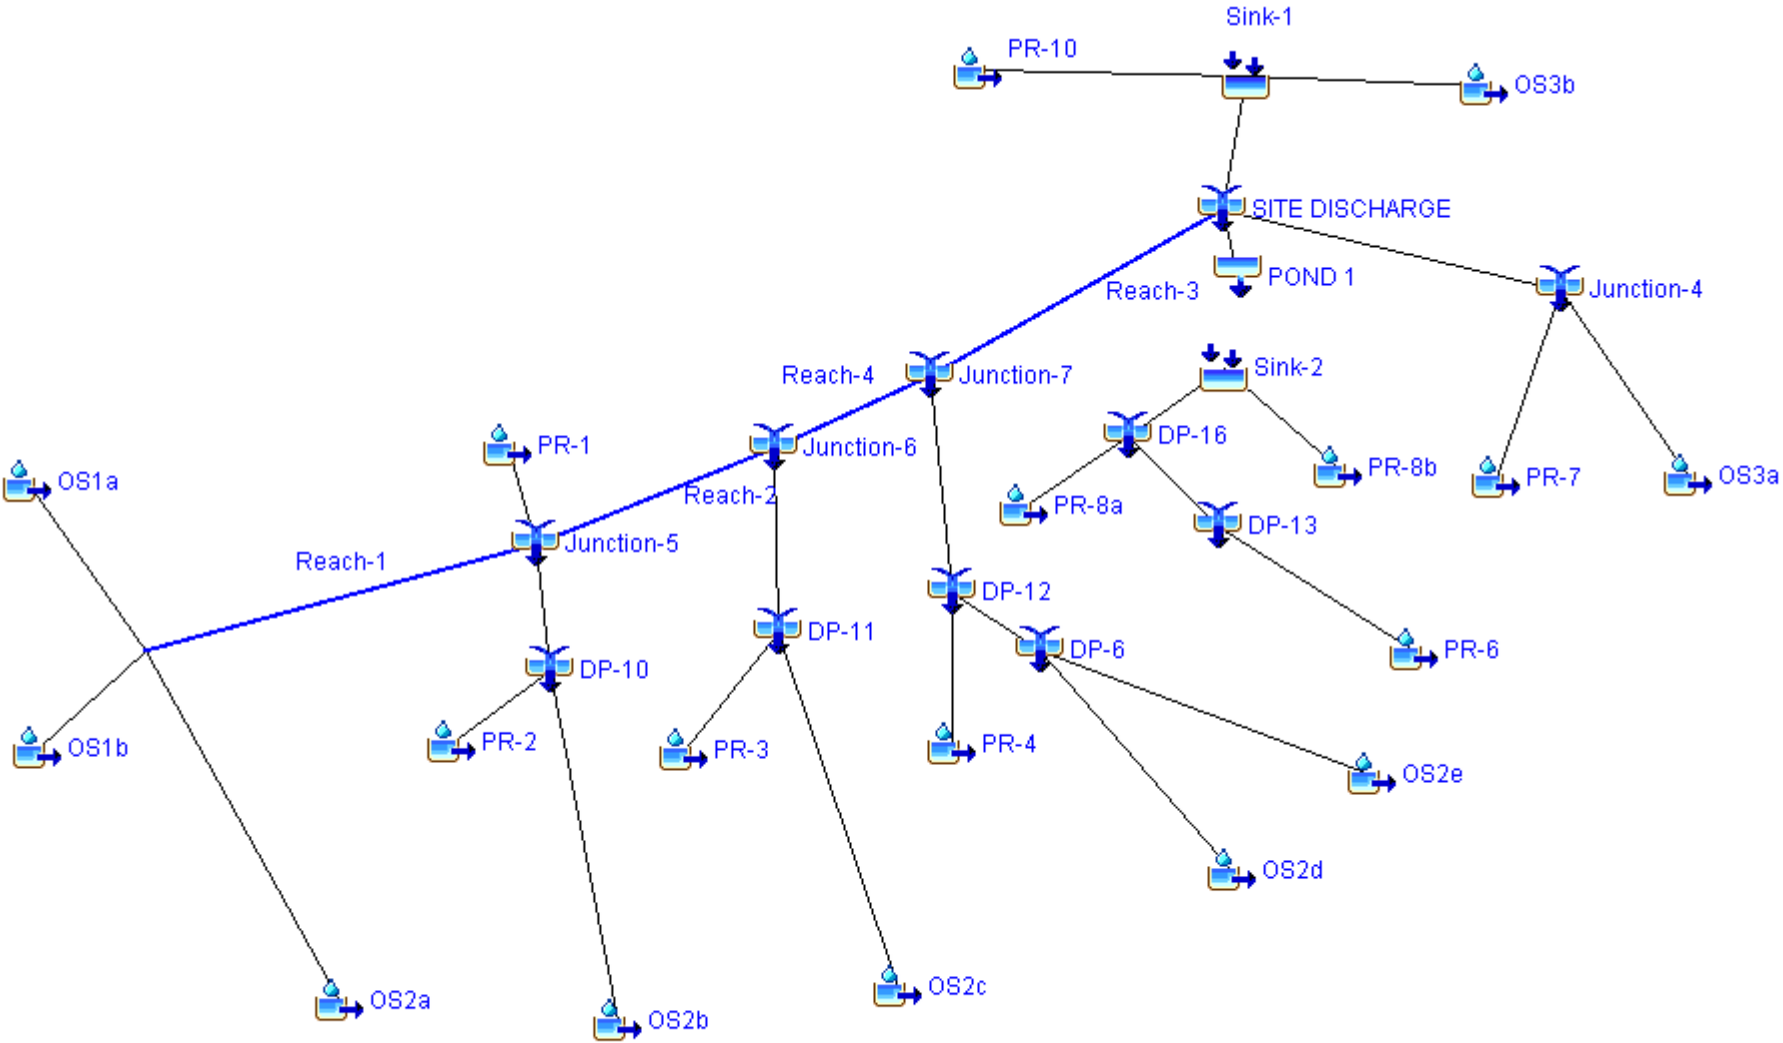 Sink-1
PR-10
OS3b
SITE DISCHARGE
POND 1
Reach-3
Junction-4
Reach-4
Junction-7
Sink-2
PR-1
Junction-6
DP-16
PR-8b
PR-7
OS3a
OS1a
Reach-2
PR-8a
DP-13
Junction-5
Reach-1
DP-12
DP-11
DP-6
PR-6
DP-10
OS1b
PR-2
PR-3
PR-4
OS2e
OS2d
OS2c
OS2a
OS2b